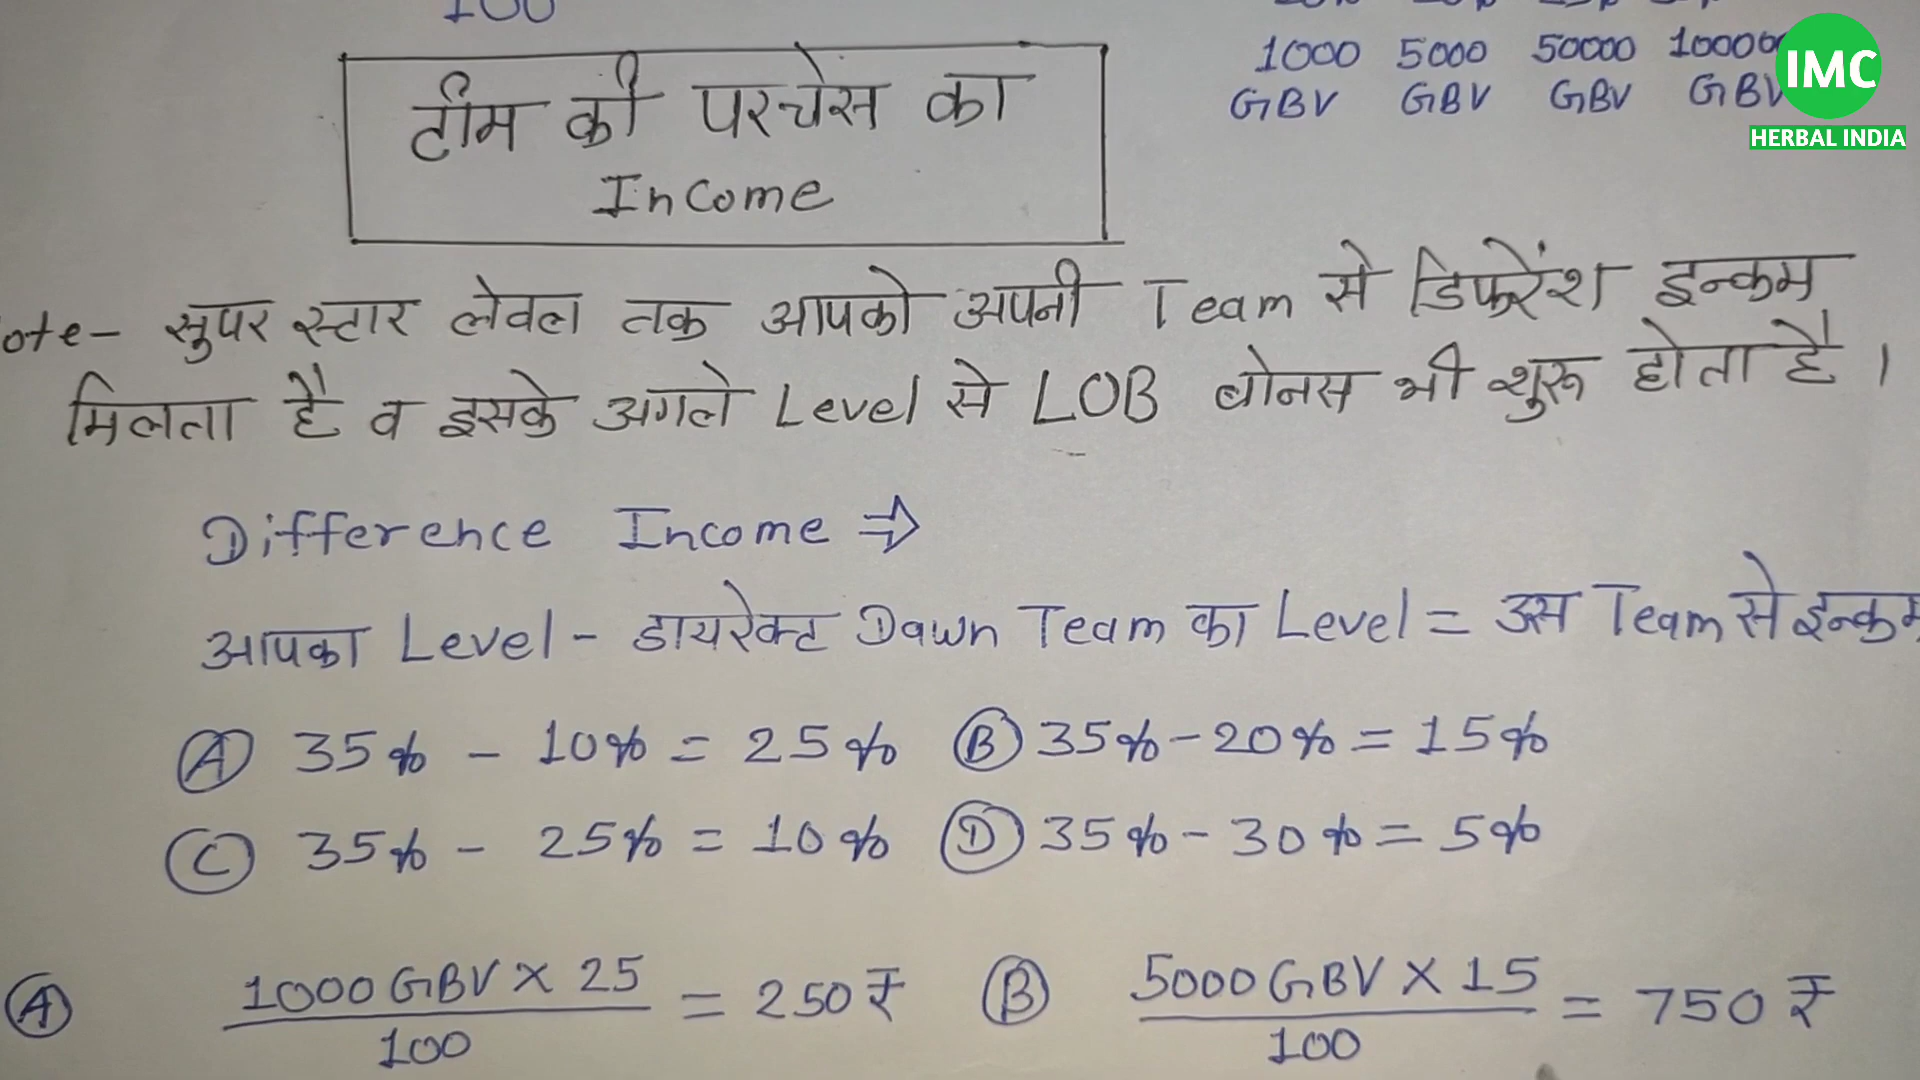 100
1000 5000 50000
GBV GBV GBV GBV
IMC
HERBAL INDIA
टीम की परचेस का
InCome
ote- सुपर स्टार लेवल तक आपको अपनी Team से डिफरेंश इन्कम
मिलता है व इसके अगले Level से LOB बोनस भी शुरू होता है।
Difference Income ⇒
आपका Level - डायरेक्ट Dawn Team का Level = उस Team से इन्कम
Ⓐ 35% - 10% = 25% Ⓑ 35% - 20% = 15%
Ⓒ 35% - 25% = 10% Ⓓ 35% - 30% = 5%
Ⓐ 1000 GBV X 25 = 250 ₹ Ⓑ 5000 GBV X 15 = 750 ₹
100 100